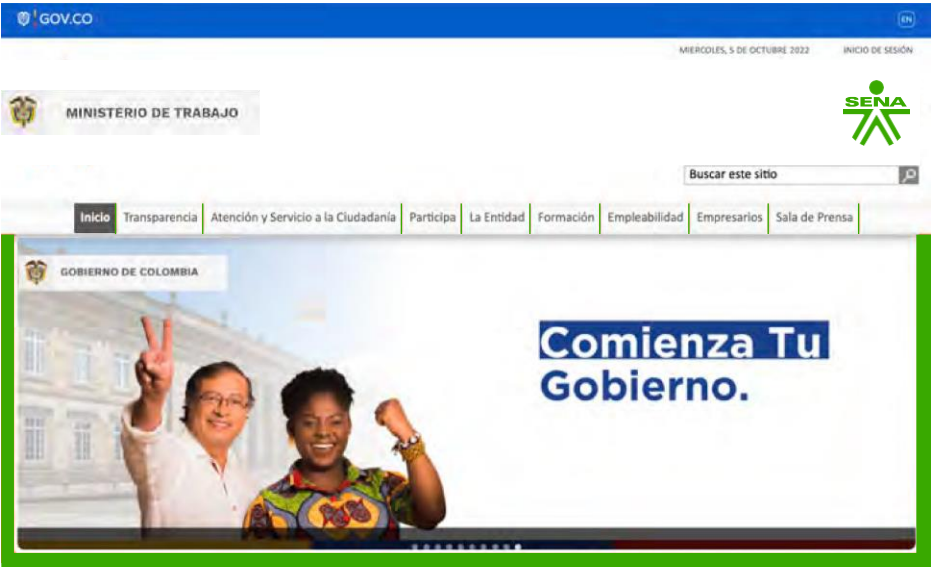 GOV.CO
EN
MIERCOLES, 5 DE OCTUBRE 2022 INICIO DE SESIÓN
MINISTERIO DE TRABAJO
SENA
Buscar este sitio
Inicio Transparencia Atención y Servicio a la Ciudadanía Participa La Entidad Formación Empleabilidad Empresarios Sala de Prensa
GOBIERNO DE COLOMBIA
Comienza Tu
Gobierno.